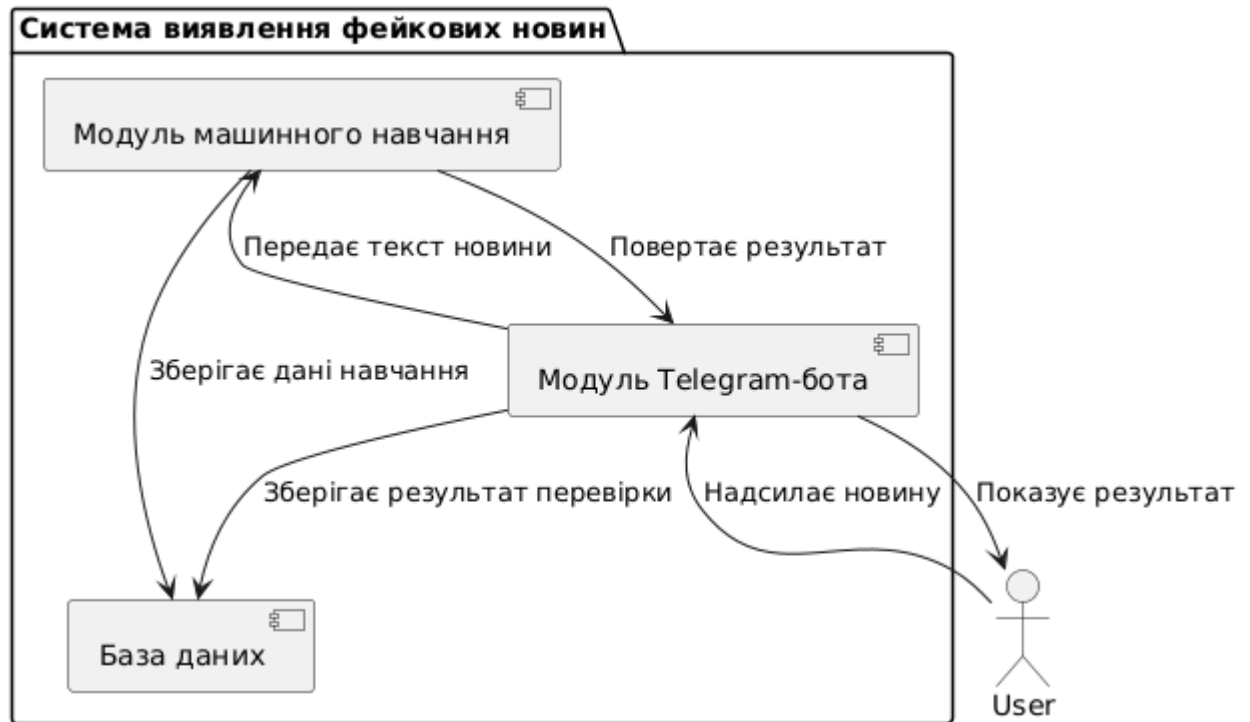 Система виявлення фейкових новин
Модуль машинного навчання
Передає текст новини
Повертає результат
Зберігає дані навчання
Модуль Telegram-бота
Зберігає результат перевірки
Надсилає новину
Показує результат
База даних
User